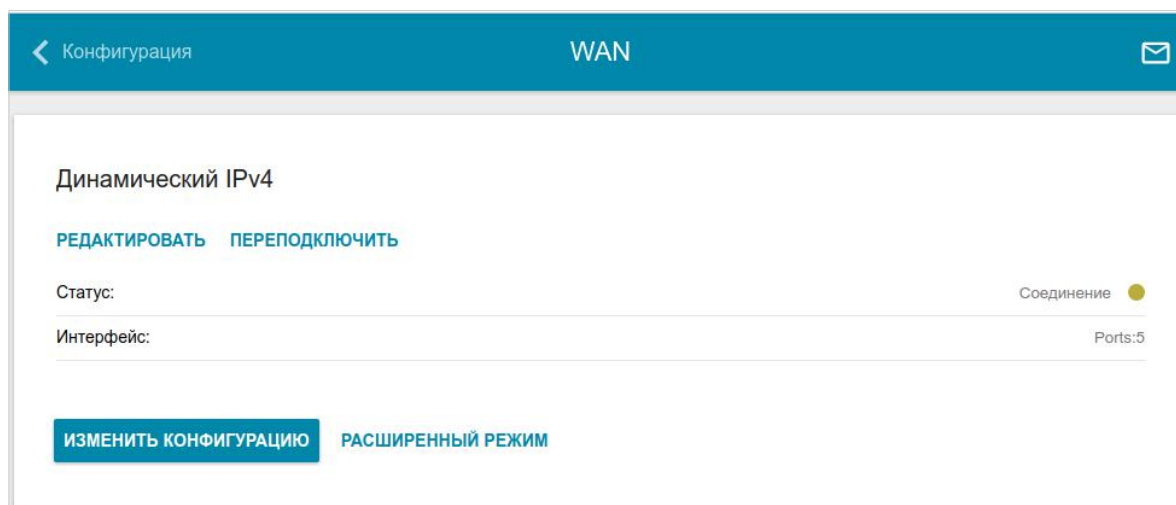 Конфигурация WAN
Динамический IPv4
РЕДАКТИРОВАТЬ ПЕРЕПОДКЛЮЧИТЬ
Статус: Соединение
Интерфейс: Ports:5
ИЗМЕНИТЬ КОНФИГУРАЦИЮ РАСШИРЕННЫЙ РЕЖИМ